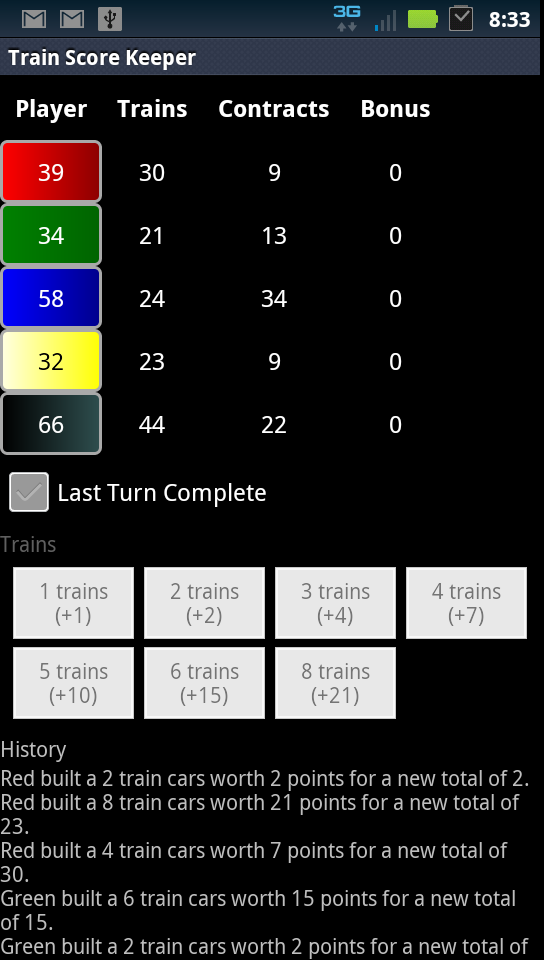 3G 8:33
Train Score Keeper
Player Trains Contracts Bonus
39 30 9 0
34 21 13 0
58 24 34 0
32 23 9 0
66 44 22 0
Last Turn Complete
Trains
1 trains 2 trains 3 trains 4 trains
(+1) (+2) (+4) (+7)
5 trains 6 trains 8 trains
(+10) (+15) (+21)
History
Red built a 2 train cars worth 2 points for a new total of 2.
Red built a 8 train cars worth 21 points for a new total of
23.
Red built a 4 train cars worth 7 points for a new total of
30.
Green built a 6 train cars worth 15 points for a new total
of 15.
Green built a 2 train cars worth 2 points for a new total of